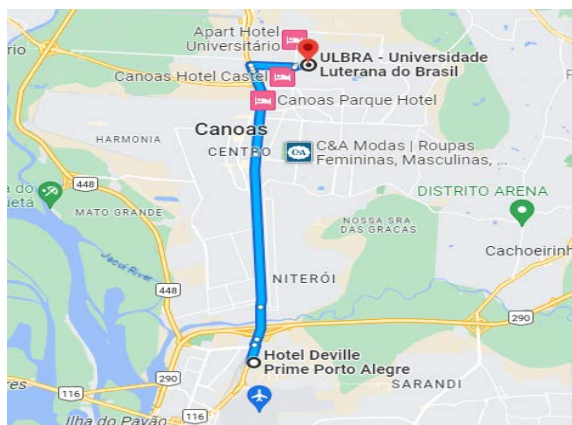 Apart Hotel
Universitário
ULBRA - Universidade
Luterana do Brasil
Canoas Hotel Castel
Canoas Parque Hotel
HARMONIA
Canoas
CENTRO
C&A
C&A Modas | Roupas
Femininas, Masculinas, ...
448
MATO GRANDE
DISTRITO ARENA
NOSSA SRA
DAS GRACAS
Cachoeirinh
Jacuí River
NITERÓI
448
290
Hotel Deville
Prime Porto Alegre
290
SARANDI
116
116
Ilha do Pavão